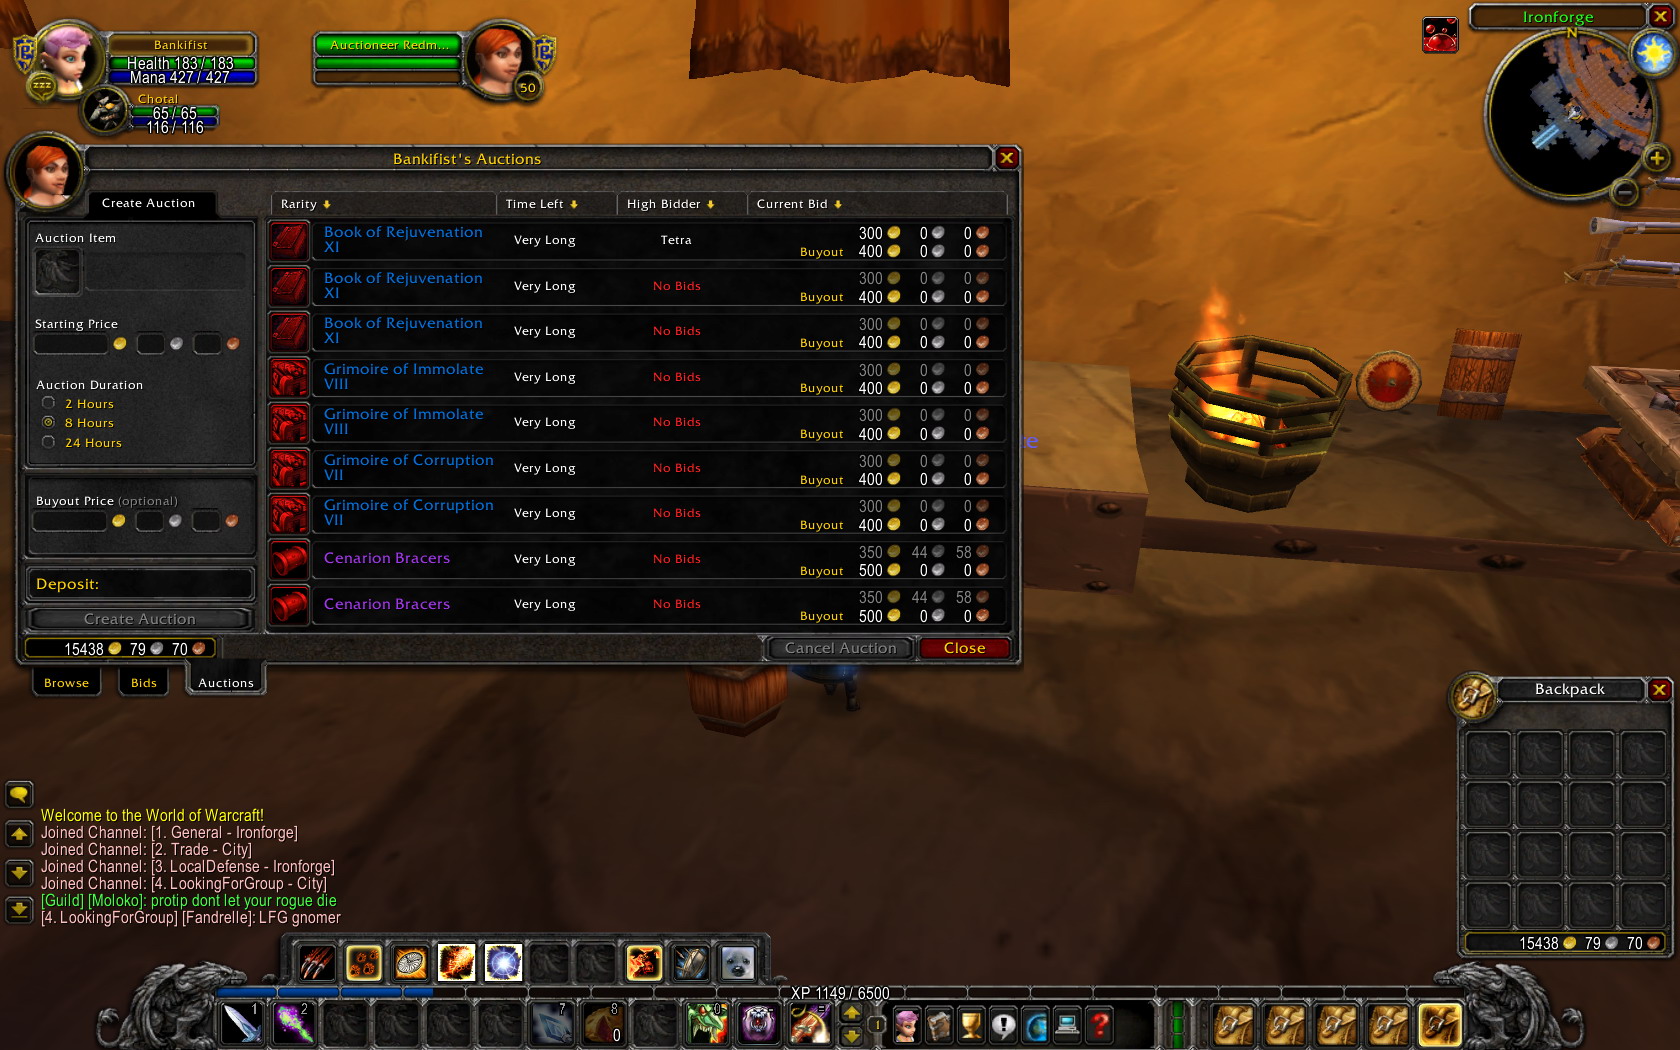 Bankifist
Health 183 / 183
Mana 427 / 427
zzz
Chotal
65 / 65
116 / 116
Auctioneer Redm...
50
Ironforge
N
Bankifist's Auctions
Create Auction
Rarity
Time Left
High Bidder
Current Bid
Auction Item
Starting Price
Auction Duration
2 Hours
8 Hours
24 Hours
Buyout Price (optional)
Deposit:
Create Auction
15438 79 70
Book of Rejuvenation XI
Very Long
Tetra
300 0 0
Buyout 400 0 0
Book of Rejuvenation XI
Very Long
No Bids
300 0 0
Buyout 400 0 0
Book of Rejuvenation XI
Very Long
No Bids
300 0 0
Buyout 400 0 0
Grimoire of Immolate VIII
Very Long
No Bids
300 0 0
Buyout 400 0 0
Grimoire of Immolate VIII
Very Long
No Bids
300 0 0
Buyout 400 0 0
Grimoire of Corruption VII
Very Long
No Bids
300 0 0
Buyout 400 0 0
Grimoire of Corruption VII
Very Long
No Bids
300 0 0
Buyout 400 0 0
Cenarion Bracers
Very Long
No Bids
350 44 58
Buyout 500 0 0
Cenarion Bracers
Very Long
No Bids
350 44 58
Buyout 500 0 0
Cancel Auction
Close
Browse
Bids
Auctions
Backpack
15438 79 70
Welcome to the World of Warcraft!
Joined Channel: [1. General - Ironforge]
Joined Channel: [2. Trade - City]
Joined Channel: [3. LocalDefense - Ironforge]
Joined Channel: [4. LookingForGroup - City]
[Guild] [Moloko]: protip dont let your rogue die
[4. LookingForGroup] [Fandrelle]: LFG gnomer
XP 1149 / 6500
1
2
7
8
0
0
-
=
1